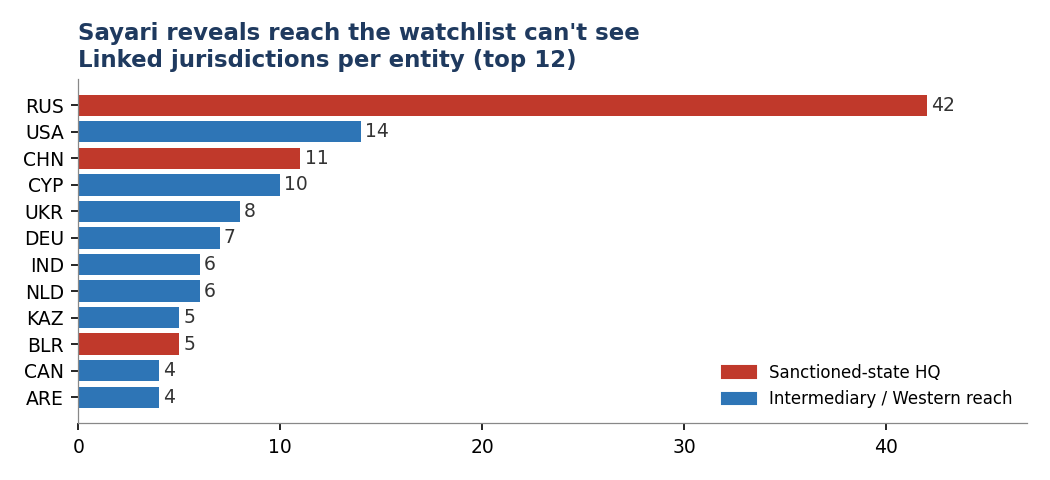 Sayari reveals reach the watchlist can't see
Linked jurisdictions per entity (top 12)
RUS 42
USA 14
CHN 11
CYP 10
UKR 8
DEU 7
IND 6
NLD 6
KAZ 5
BLR 5
CAN 4
ARE 4
Sanctioned-state HQ
Intermediary / Western reach
0 10 20 30 40